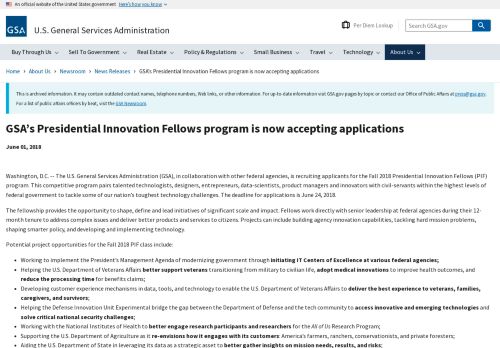 An official website of the United States government Here's how you know
GSA U.S. General Services Administration
Per Diem Lookup
Search GSA.gov
Buy Through Us Sell To Government Real Estate Policy & Regulations Small Business Travel Technology About Us
Home › About Us › Newsroom › News Releases › GSA's Presidential Innovation Fellows program is now accepting applications
This is archived information. It may contain outdated contact names, telephone numbers, Web links, or other information. For up-to-date information visit GSA.gov pages by topic or contact our Office of Public Affairs at press@gsa.gov.
For a list of public affairs officers by beat, visit the GSA Newsroom.
GSA's Presidential Innovation Fellows program is now accepting applications
June 01, 2018
Washington, D.C. -- The U.S. General Services Administration (GSA), in collaboration with other federal agencies, is recruiting applicants for the Fall 2018 Presidential Innovation Fellows (PIF)
program. This competitive program pairs talented technologists, designers, entrepreneurs, data-scientists, product managers and innovators with civil-servants within the highest levels of
federal government to tackle some of our nation's toughest technology challenges. The deadline for applications is June 24, 2018.
The fellowship provides the opportunity to shape, define and lead initiatives of significant scale and impact. Fellows work directly with senior leadership at federal agencies during their 12-
month tenure to address complex issues and deliver better products and services to citizens. Projects can include building agency innovation capabilities, tackling hard mission problems,
shaping smarter policy, and developing and implementing technology.
Potential project opportunities for the Fall 2018 PIF class include:
• Working to implement the President's Management Agenda of modernizing government through initiating IT Centers of Excellence at various federal agencies;
• Helping the U.S. Department of Veterans Affairs better support veterans transitioning from military to civilian life, adopt medical innovations to improve health outcomes, and
reduce the processing time for benefits claims;
• Developing customer experience mechanisms in data, tools, and technology to enable the U.S. Department of Veterans Affairs to deliver the best experience to veterans, families,
caregivers, and survivors;
• Helping the Defense Innovation Unit Experimental bridge the gap between the Department of Defense and the tech community to access innovative and emerging technologies and
solve critical national security challenges;
• Working with the National Institutes of Health to better engage research participants and researchers for the All of Us Research Program;
• Supporting the U.S. Department of Agriculture as it re-envisions how it engages with its customers: America's farmers, ranchers, conservationists, and private foresters;
• Aiding the U.S. Department of State in leveraging its data as a strategic asset to better gather insights on mission needs, results, and risks;